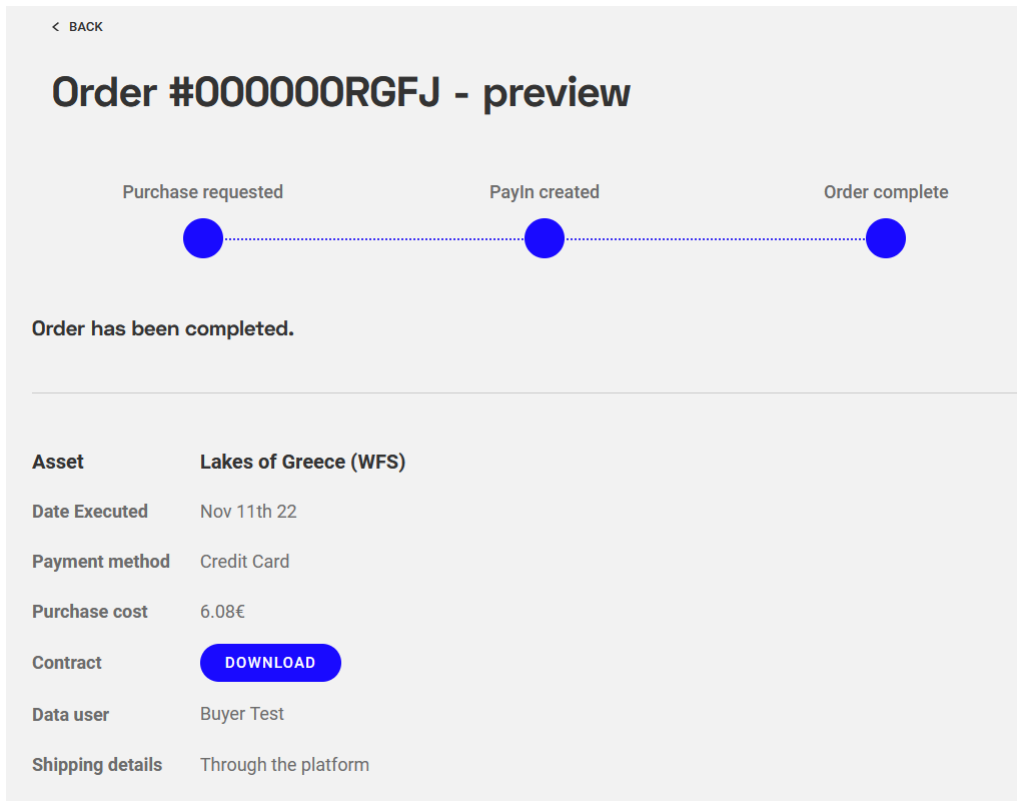 < BACK
Order #000000RGFJ - preview
Purchase requested PayIn created Order complete
Order has been completed.
Asset Lakes of Greece (WFS)
Date Executed Nov 11th 22
Payment method Credit Card
Purchase cost 6.08€
Contract DOWNLOAD
Data user Buyer Test
Shipping details Through the platform